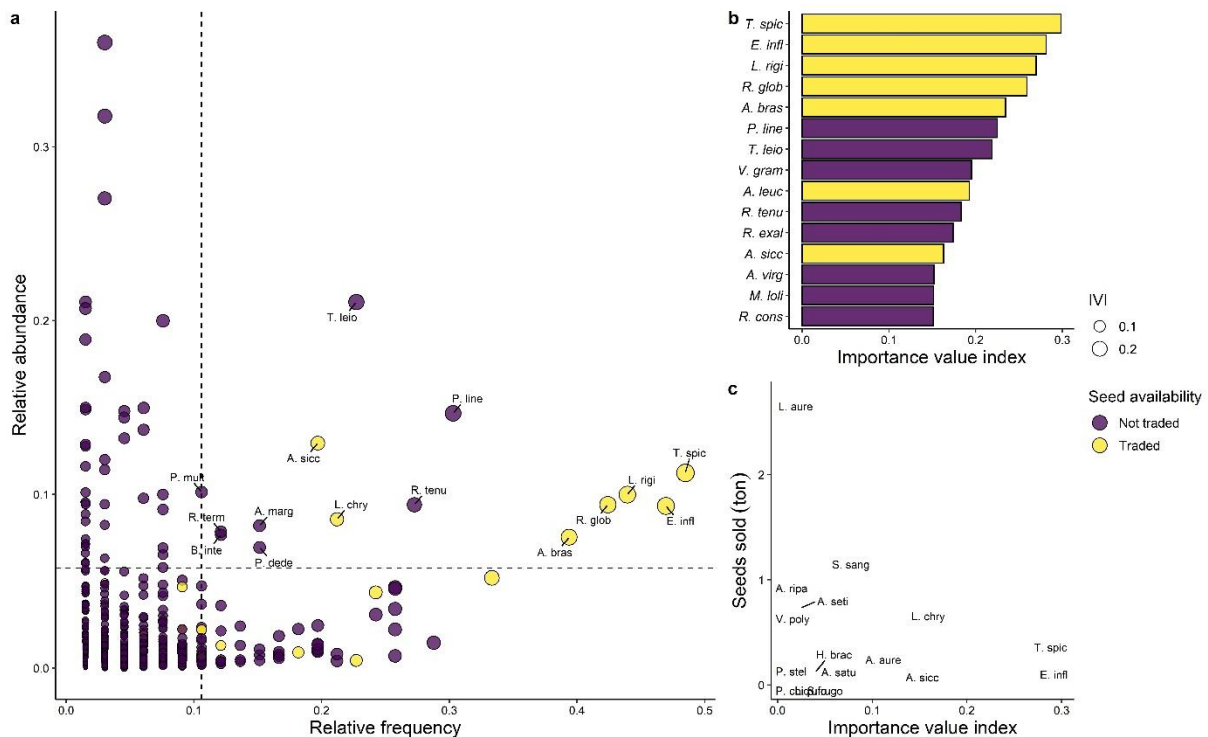 a
Relative abundance
0.3
0.2
0.1
0.0
T. leio
P. line
A. sicc
T. spic
P. mult
L. rigi
R. tenu
L. chry
R. term
A. marg
R. glob
E. infl
B. inte
A. bras
P. dede
0.0 0.1 0.2 0.3 0.4 0.5
Relative frequency
b
T. spic
E. infl
L. rigi
R. glob
A. bras
P. line
T. leio
V. gram
A. leuc
R. tenu
R. exal
A. sicc
A. virg
M. loli
R. cons
0.0 0.1 0.2 0.3
Importance value index
IVI
0.1
0.2
Seed availability
Not traded
Traded
c
Seeds sold (ton)
2
1
0
L. aure
S. sang
A. ripa
A. seti
V. poly
L. chry
T. spic
H. brac
A. aure
P. stel
A. satu
A. sicc
E. infl
0.0 0.1 0.2 0.3
Importance value index